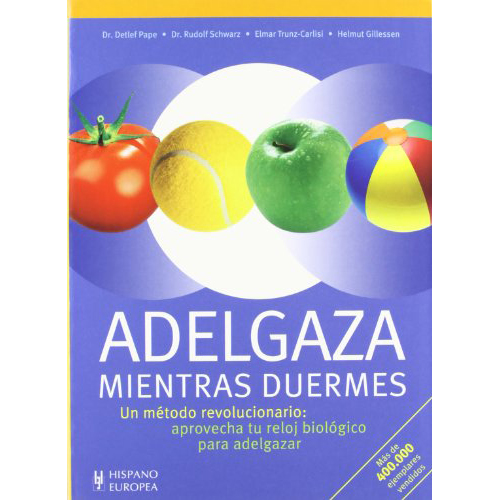 Dr. Detlef Pape • Dr. Rudolf Schwarz • Elmar Trunz-Carlisi • Helmut Gillessen
ADELGAZA
MIENTRAS DUERMES
Un método revolucionario:
aprovecha tu reloj biológico
para adelgazar
Más de
400.000
ejemplares
vendidos
HISPANO
EUROPEA